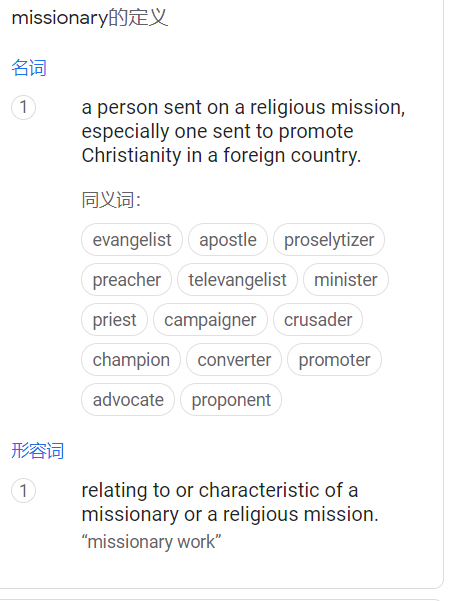 missionary的定义
名词
1
a person sent on a religious mission,
especially one sent to promote
Christianity in a foreign country.
同义词：
evangelist apostle proselytizer
preacher televangelist minister
priest campaigner crusader
champion converter promoter
advocate proponent
形容词
1
relating to or characteristic of a
missionary or a religious mission.
“missionary work”